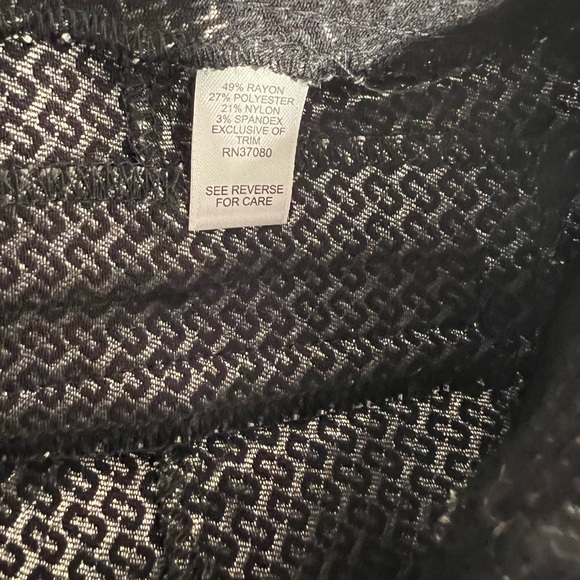 49% RAYON
27% POLYESTER
21% NYLON
3% SPANDEX
EXCLUSIVE OF
TRIM
RN37080
SEE REVERSE
FOR CARE